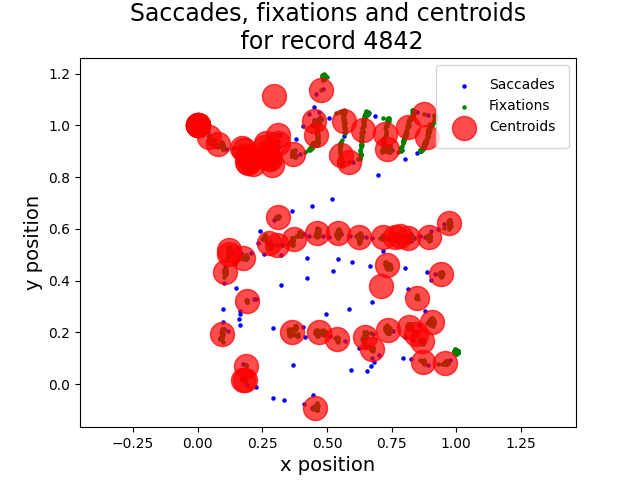 Saccades, fixations and centroids
for record 4842
Saccades
Fixations
Centroids
1.2
1.0
0.8
0.6
0.4
0.2
0.0
y position
−0.25
0.00
0.25
0.50
0.75
1.00
1.25
x position